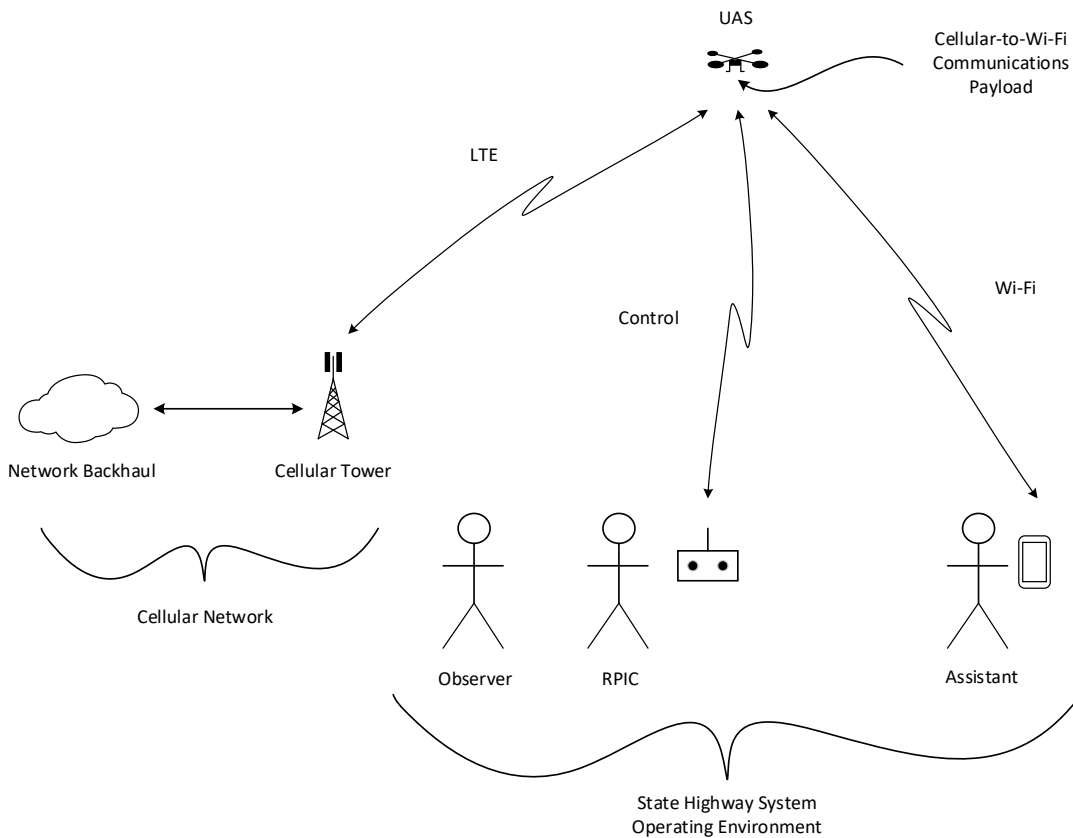 UAS
Cellular-to-Wi-Fi
Communications
Payload
LTE
Wi-Fi
Control
Network Backhaul
Cellular Tower
Cellular Network
Observer
RPIC
Assistant
State Highway System
Operating Environment